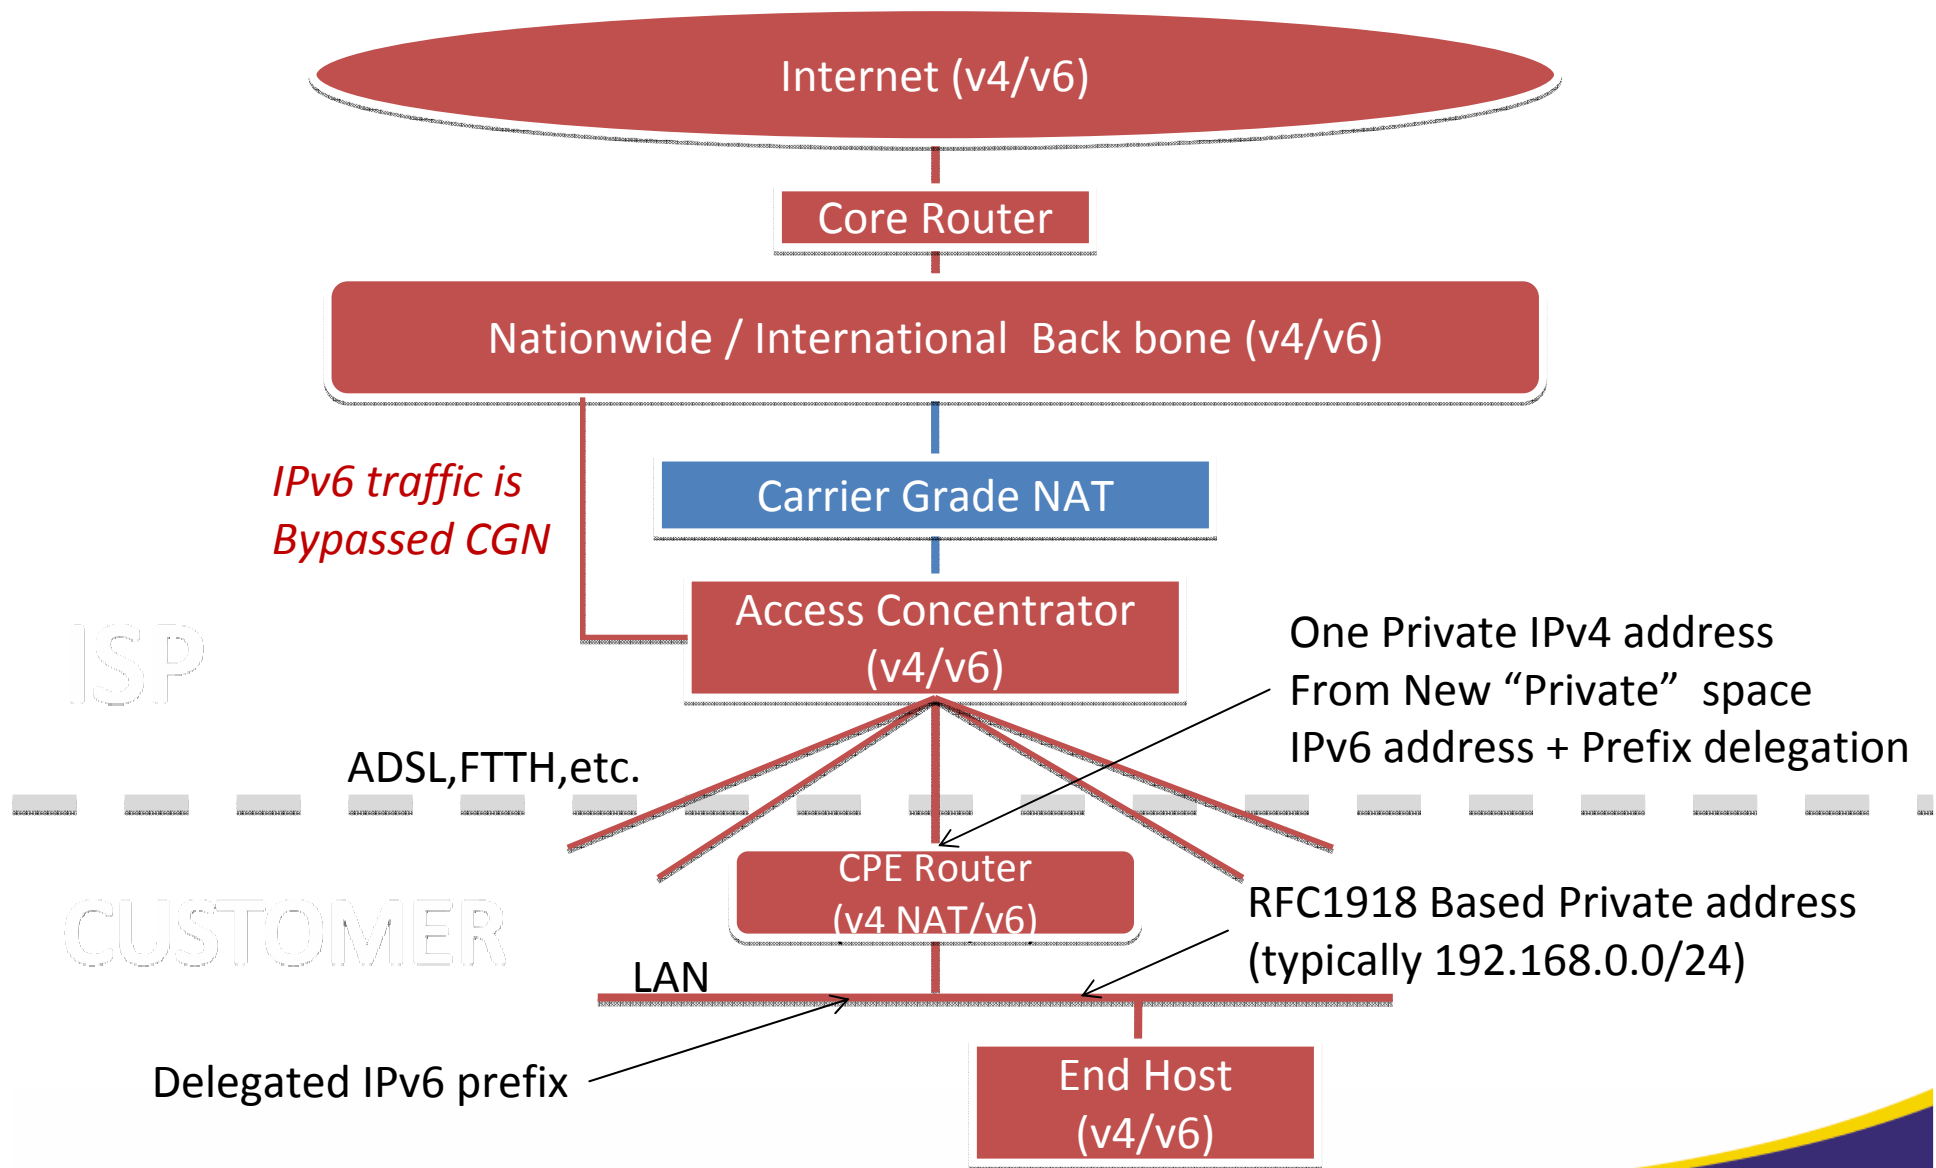 Internet (v4/v6)
Core Router
Nationwide / International  Back bone (v4/v6)
IPv6 traffic is
Bypassed CGN
Carrier Grade NAT
Access Concentrator
(v4/v6)
ISP
One Private IPv4 address
From New “Private”  space
IPv6 address + Prefix delegation
ADSL,FTTH,etc.
CPE Router
(v4 NAT/v6)
CUSTOMER
RFC1918 Based Private address
(typically 192.168.0.0/24)
LAN
Delegated IPv6 prefix
End Host
(v4/v6)